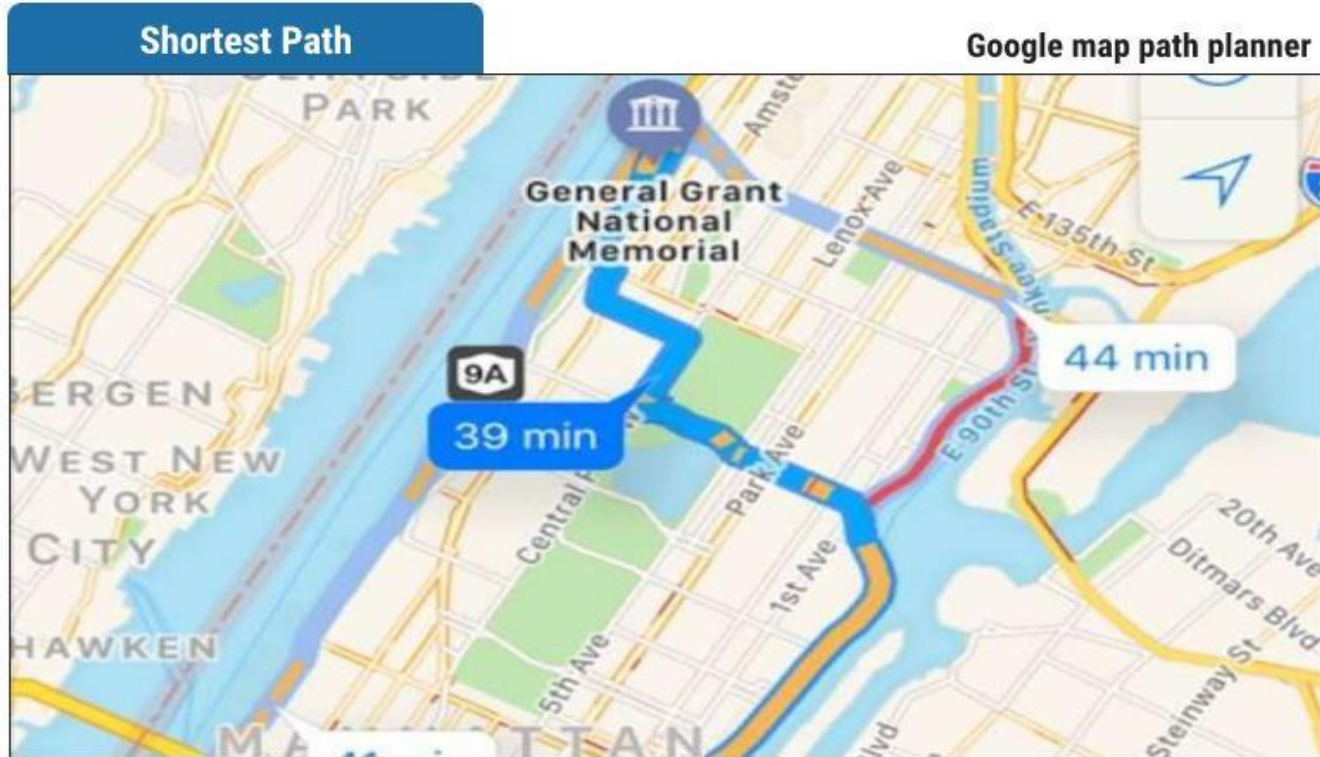 Shortest Path
Google map path planner
PARK
Amste
General Grant
National
Memorial
Lenox Ave
E 135th St
9A
39 min
44 min
E 90th St
BERGEN
WEST NEW
YORK
CITY
Park Ave
Central P
1st Ave
5th Ave
20th Ave
Ditmars Blvd
Steinway St
HAWKEN
MANHATTAN